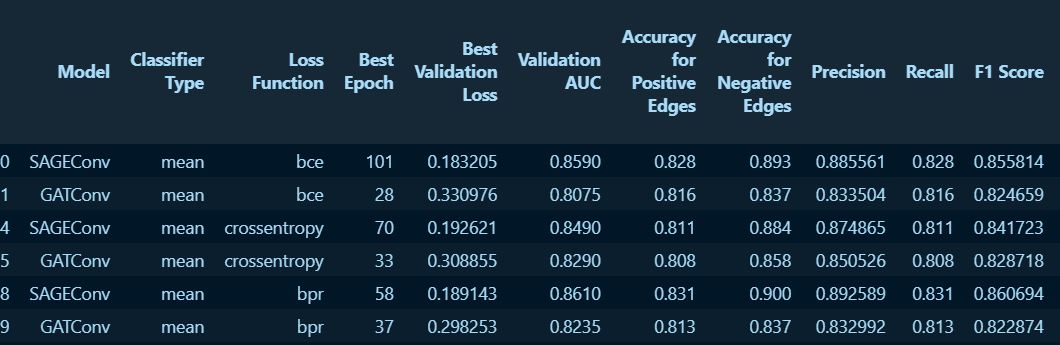 Model Classifier Type Loss Function Best Epoch Best Validation Loss Validation AUC Accuracy for Positive Edges Accuracy for Negative Edges Precision Recall F1 Score
0 SAGEConv mean bce 101 0.183205 0.8590 0.828 0.893 0.885561 0.828 0.855814
1 GATConv mean bce 28 0.330976 0.8075 0.816 0.837 0.833504 0.816 0.824659
4 SAGEConv mean crossentropy 70 0.192621 0.8490 0.811 0.884 0.874865 0.811 0.841723
5 GATConv mean crossentropy 33 0.308855 0.8290 0.808 0.858 0.850526 0.808 0.828718
8 SAGEConv mean bpr 58 0.189143 0.8610 0.831 0.900 0.892589 0.831 0.860694
9 GATConv mean bpr 37 0.298253 0.8235 0.813 0.837 0.832992 0.813 0.822874